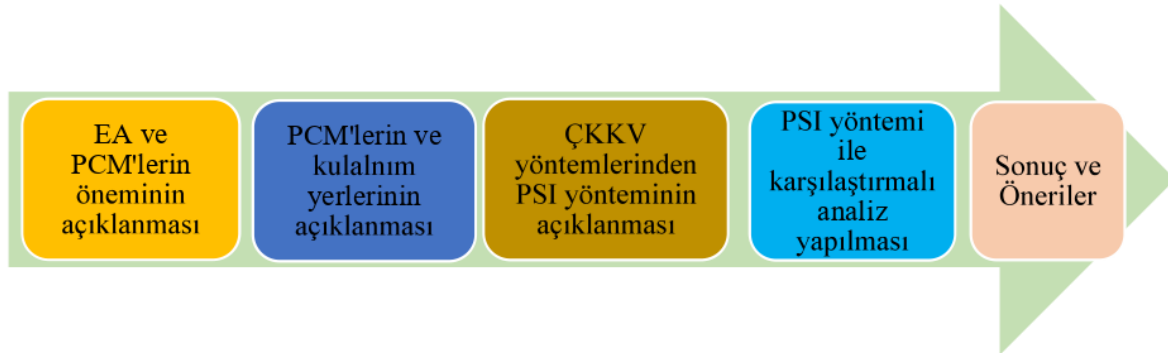 EA ve
PCM'lerin
öneminin
açıklanması
PCM'lerin ve
kulalnım
yerlerinin
açıklanması
ÇKKV
yöntemlerinden
PSI yönteminin
açıklanması
PSI yöntemi
ile
karşılaştırmalı
analiz
yapılması
Sonuç ve
Öneriler